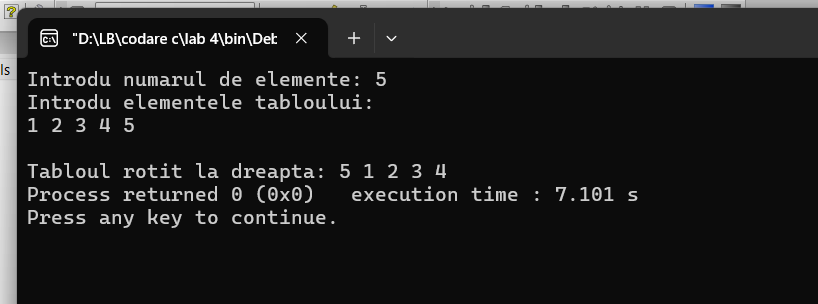 "D:\LB\codare c\lab 4\bin\Deb
ls
Introdu numarul de elemente: 5
Introdu elementele tabloului:
1 2 3 4 5
Tabloul rotit la dreapta: 5 1 2 3 4
Process returned 0 (0x0)   execution time : 7.101 s
Press any key to continue.